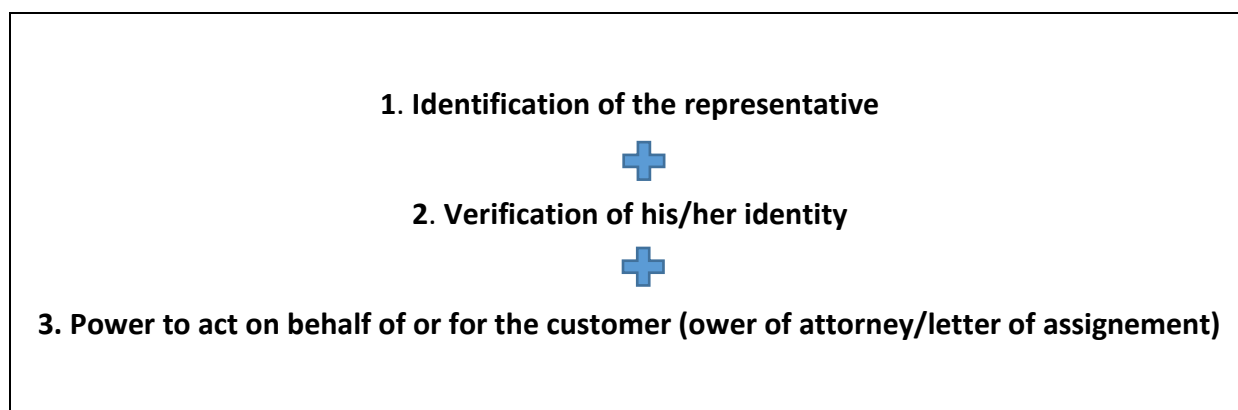 1. Identification of the representative
2. Verification of his/her identity
3. Power to act on behalf of or for the customer (ower of attorney/letter of assignement)